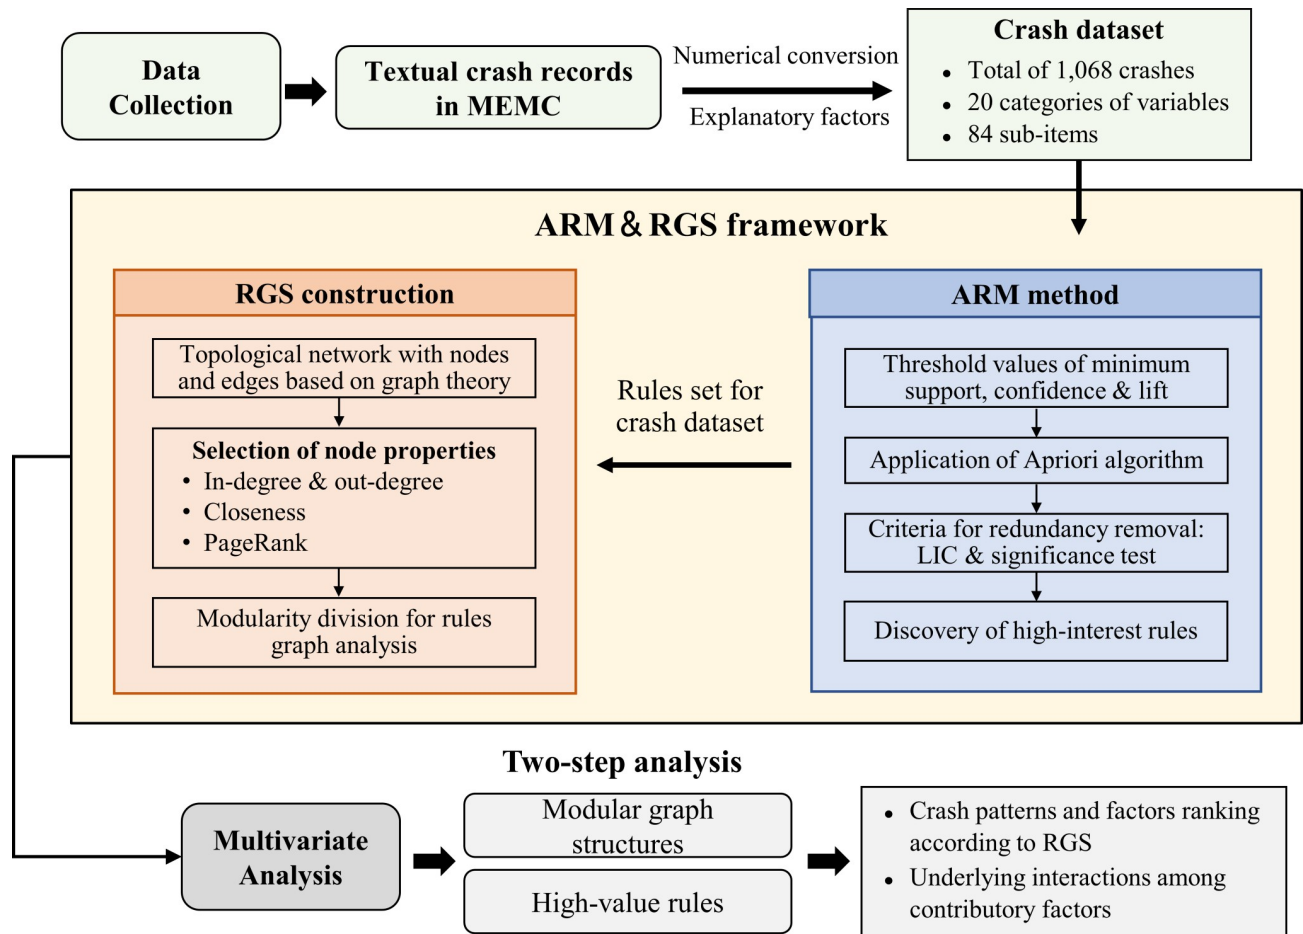 Data
Collection
Textual crash records
in MEMC
Numerical conversion
Explanatory factors
Crash dataset
• Total of 1,068 crashes
• 20 categories of variables
• 84 sub-items
ARM & RGS framework
RGS construction
Topological network with nodes
and edges based on graph theory
Selection of node properties
• In-degree & out-degree
• Closeness
• PageRank
Modularity division for rules
graph analysis
Rules set for
crash dataset
ARM method
Threshold values of minimum
support, confidence & lift
Application of Apriori algorithm
Criteria for redundancy removal:
LIC & significance test
Discovery of high-interest rules
Two-step analysis
Multivariate
Analysis
Modular graph
structures
High-value rules
• Crash patterns and factors ranking
according to RGS
• Underlying interactions among
contributory factors